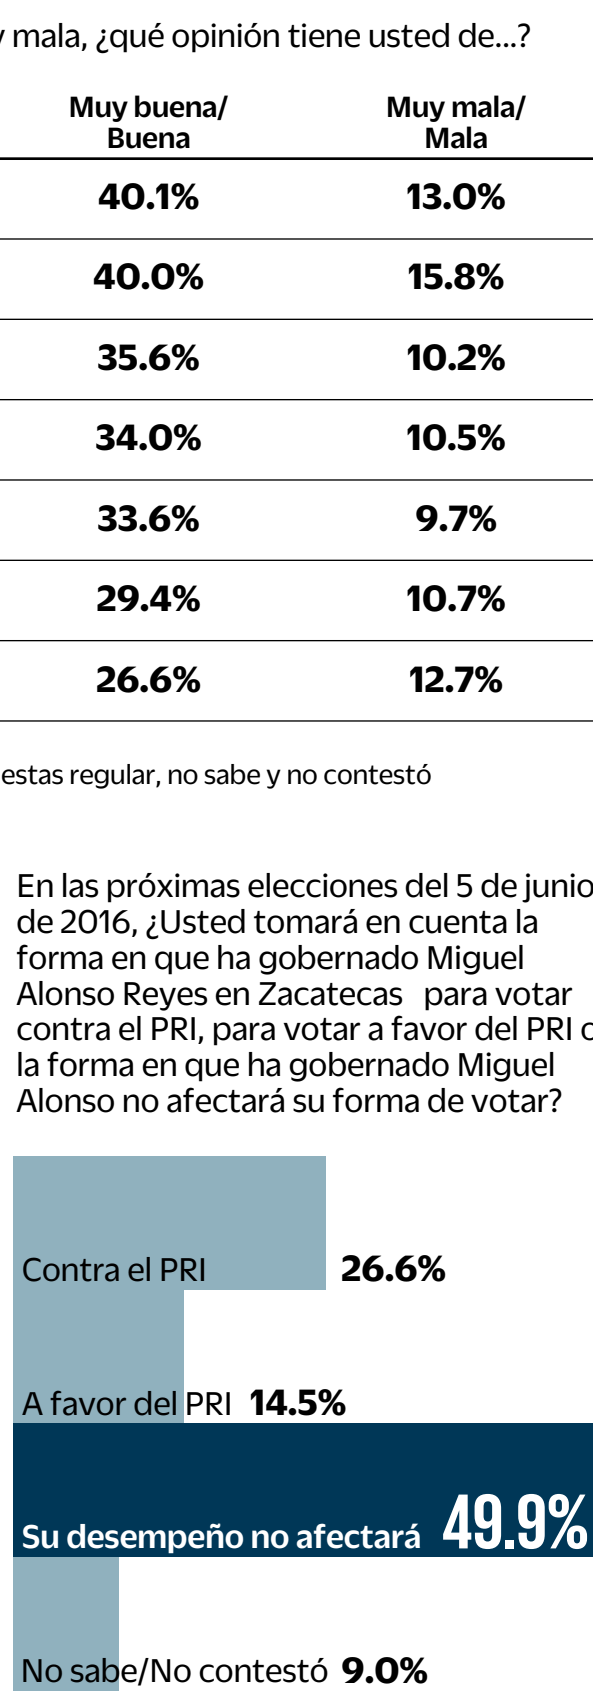 mala, ¿qué opinión tiene usted de...?
Muy buena/ Muy mala/
Buena Mala
40.1% 13.0%
40.0% 15.8%
35.6% 10.2%
34.0% 10.5%
33.6% 9.7%
29.4% 10.7%
26.6% 12.7%
estas regular, no sabe y no contestó
En las próximas elecciones del 5 de junio
de 2016, ¿Usted tomará en cuenta la
forma en que ha gobernado Miguel
Alonso Reyes en Zacatecas para votar
contra el PRI, para votar a favor del PRI o
la forma en que ha gobernado Miguel
Alonso no afectará su forma de votar?
Contra el PRI 26.6%
A favor del PRI 14.5%
Su desempeño no afectará 49.9%
No sabe/No contestó 9.0%